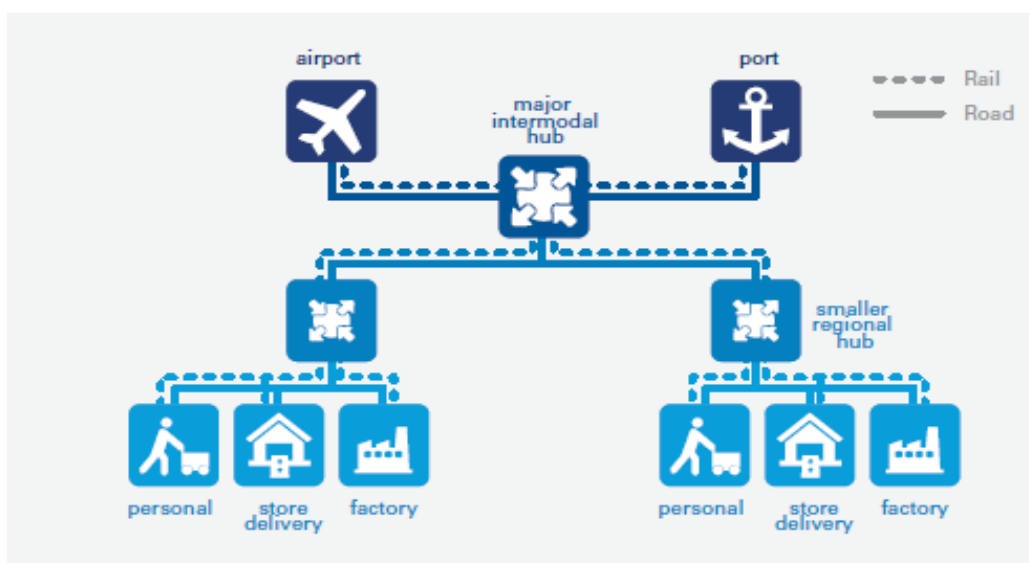 airport
port
Rail
Road
major
intermodal
hub
smaller
regional
hub
personal
store
delivery
factory
personal
store
delivery
factory